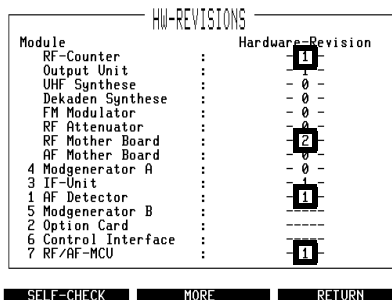 HW-REVISIONS
Module Hardware-Revision
RF-Counter : - 1 -
Output Unit : - 1 -
UHF Synthese : - 0 -
Dekaden Synthese : - 0 -
FM Modulator : - 0 -
RF Attenuator : - 0 -
RF Mother Board : - 2 -
AF Mother Board : - 0 -
4 Modgenerator A : - 0 -
3 IF-Unit : - 1 -
1 AF Detector : - 1 -
5 Modgenerator B : -----
2 Option Card : -----
6 Control Interface : -----
7 RF/AF-MCU : - 1 -
SELF-CHECK MORE RETURN